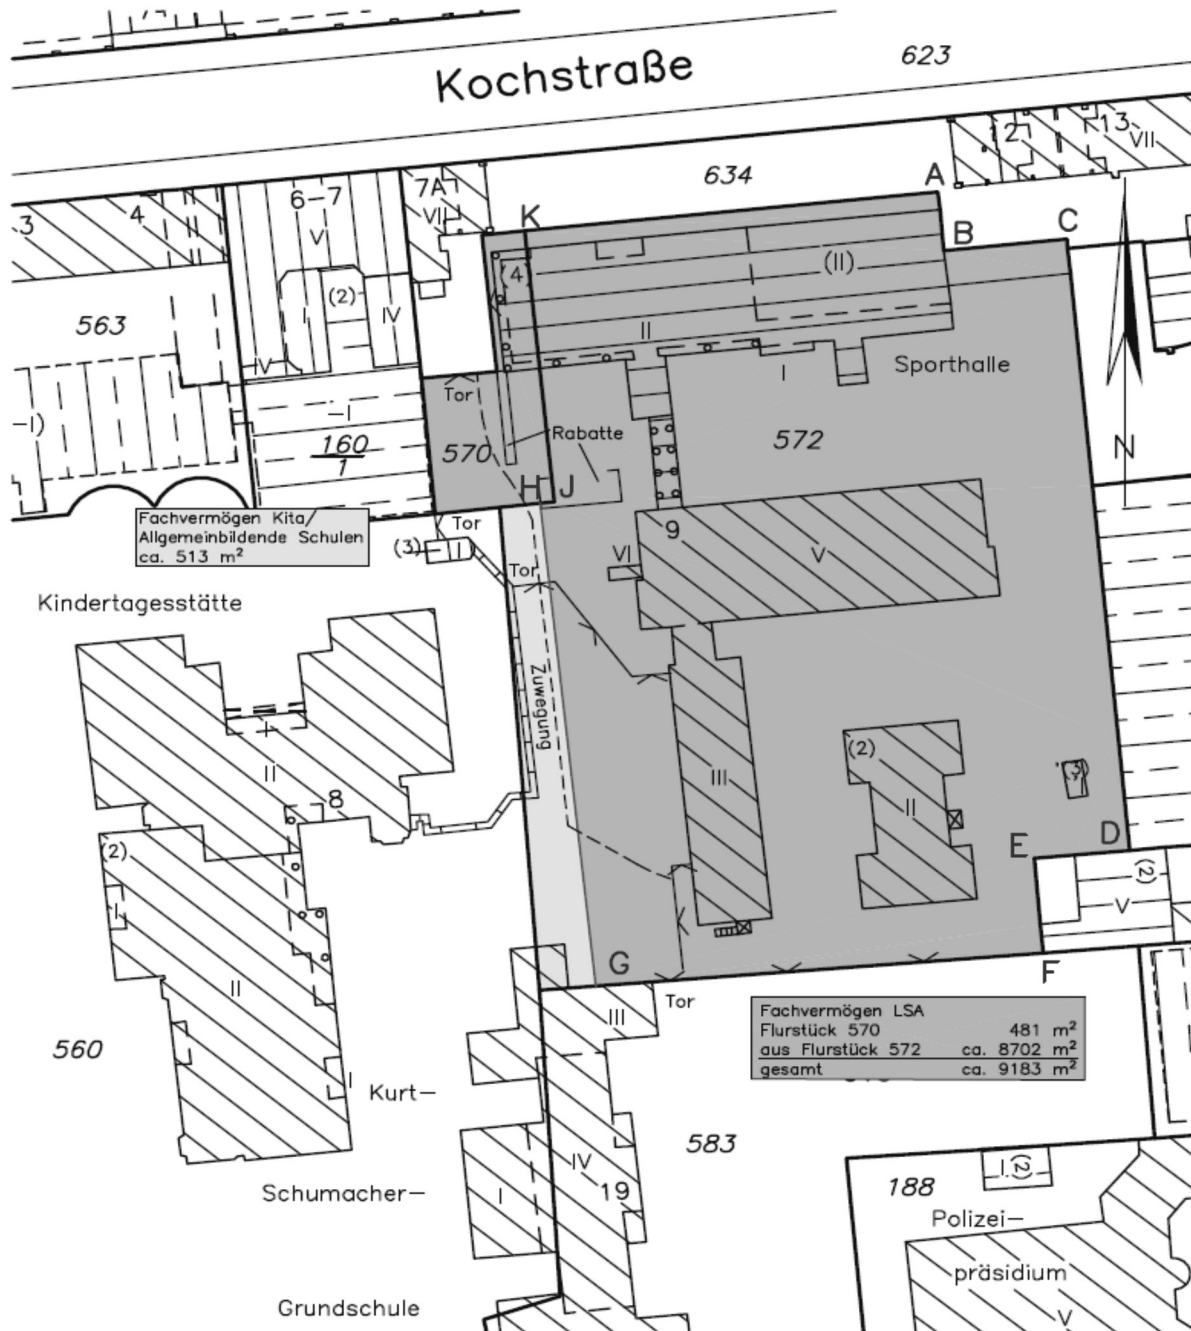 623
Kochstraße
12
13
VII
634
A
6-7
7A
3
4
V
VII
K
B
C
(4)
(II)
(2)
I
IV
563
II
IV
Sporthalle
I
Tor
-I
-I)
Rabatte
160
1
570
572
N
H
J
Fachvermögen Kita/
Allgemeinbildende Schulen
ca. 513 m²
Tor
9
(3)
I
VI
V
Tor
Kindertagesstätte
Zuwegung
I
(2)
II
III
(3)
8
II
(2)
E
D
(2)
I
V
G
F
II
Tor
III
Fachvermögen LSA
Flurstück 570 481 m²
aus Flurstück 572 ca. 8702 m²
gesamt ca. 9183 m²
560
I
Kurt-
583
IV
I
(2)
188
I
19
Schumacher-
Polizei-
präsidium
Grundschule
V